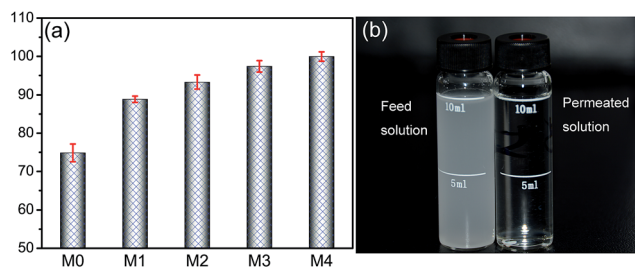 (a)
100
100
90
80
70
60
50
M0 M1 M2 M3 M4
(b)
Feed
solution
Permeated
solution
10ml
10ml
5ml
5ml